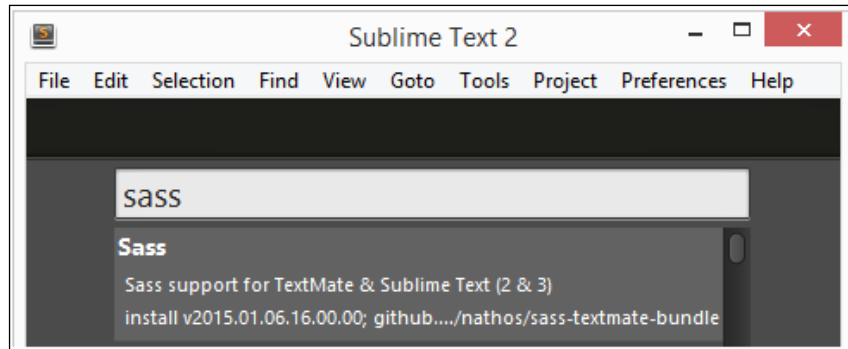 Sublime Text 2
File Edit Selection Find View Goto Tools Project Preferences Help
sass
Sass
Sass support for TextMate & Sublime Text (2 & 3)
install v2015.01.06.16.00.00; github..../nathos/sass-textmate-bundle